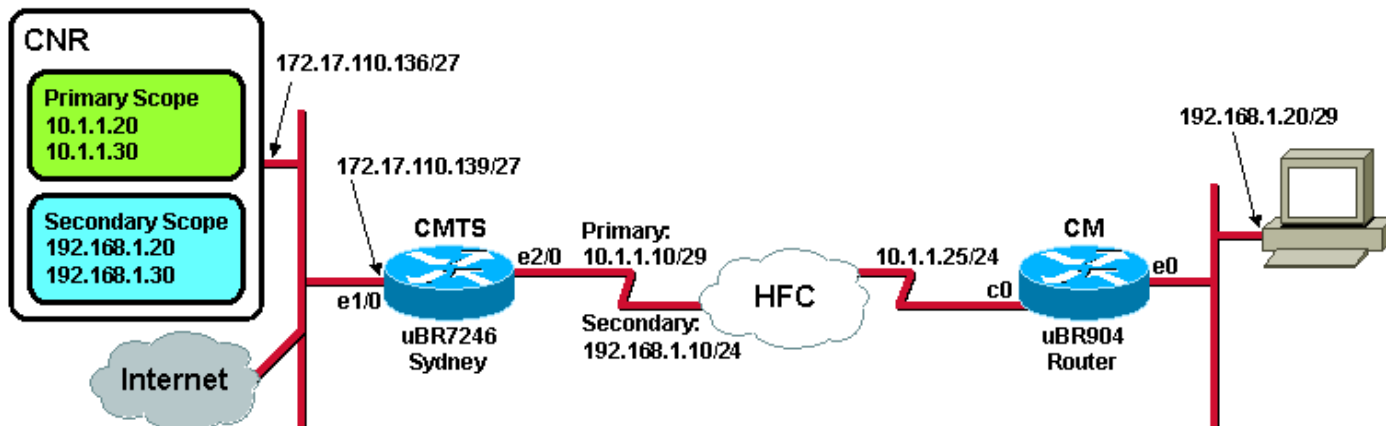 CNR
Primary Scope
10.1.1.20
10.1.1.30
Secondary Scope
192.168.1.20
192.168.1.30
172.17.110.136/27
172.17.110.139/27
CMTS
e1/0
e2/0
uBR7246
Sydney
Internet
Primary:
10.1.1.10/29
Secondary:
192.168.1.10/24
HFC
10.1.1.25/24
CM
c0
e0
uBR904
Router
192.168.1.20/29